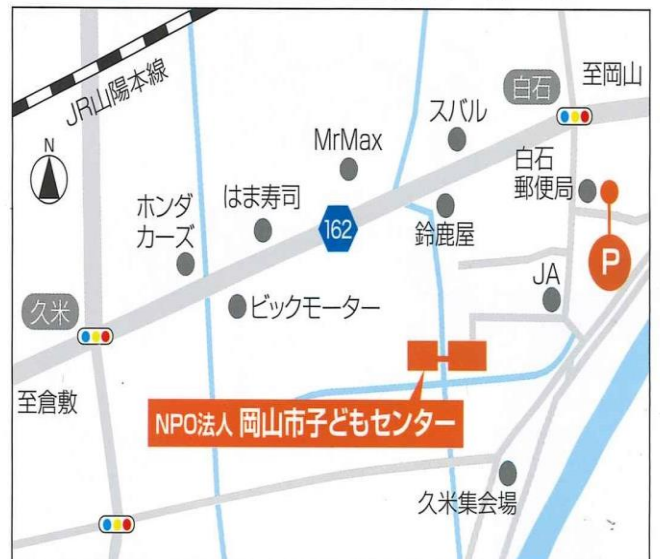 JR山陽本線
白石
至岡山
スバル
MrMax
N
白石
郵便局
はま寿司
ホンダ
カーズ
162
鈴鹿屋
P
JA
久米
ビックモーター
至倉敷
NPO法人 岡山市子どもセンター
久米集会場